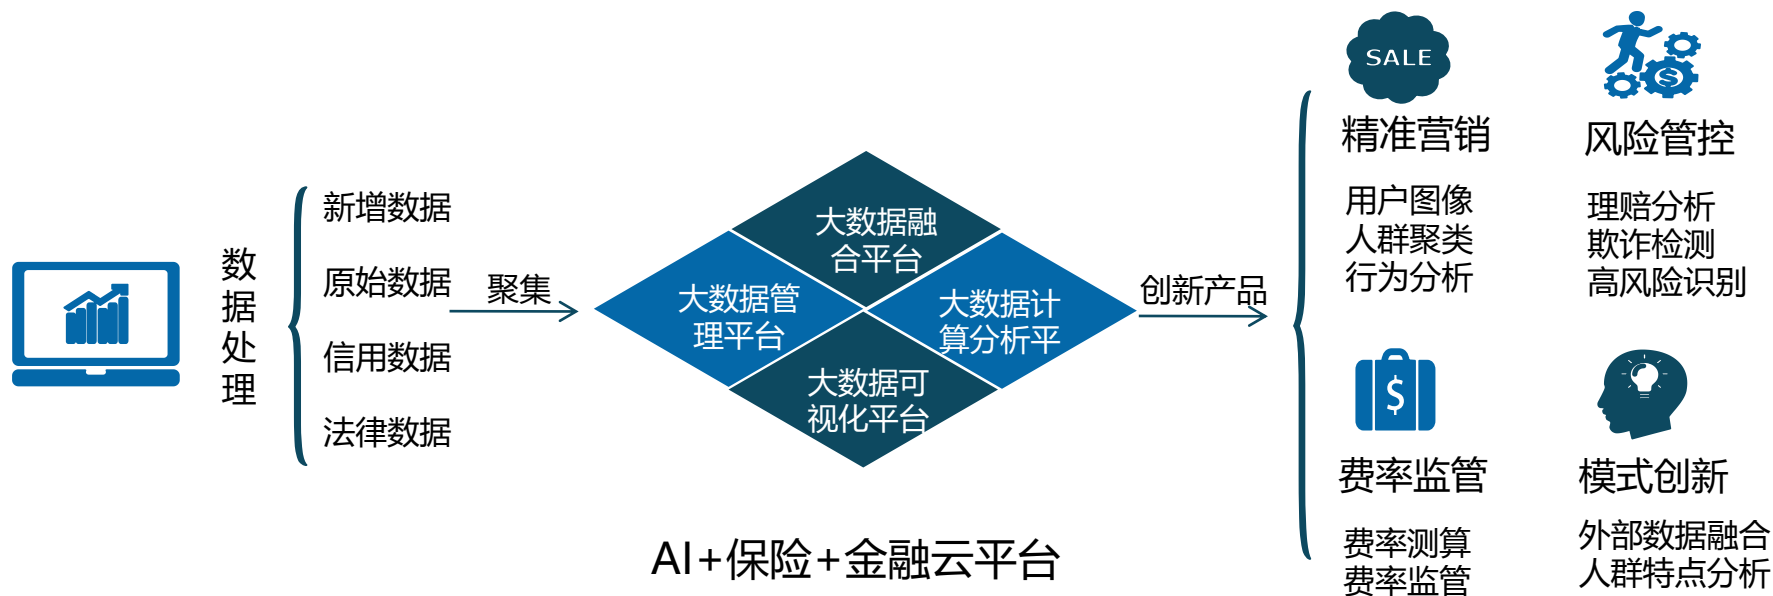 数
据
处
理
新增数据
原始数据
信用数据
法律数据
聚集
大数据融
合平台
大数据管
理平台
大数据计
算分析平
大数据可
视化平台
AI+保险+金融云平台
创新产品
SALE
精准营销
用户图像
人群聚类
行为分析
$
风险管控
理赔分析
欺诈检测
高风险识别
$
费率监管
费率测算
费率监管
模式创新
外部数据融合
人群特点分析